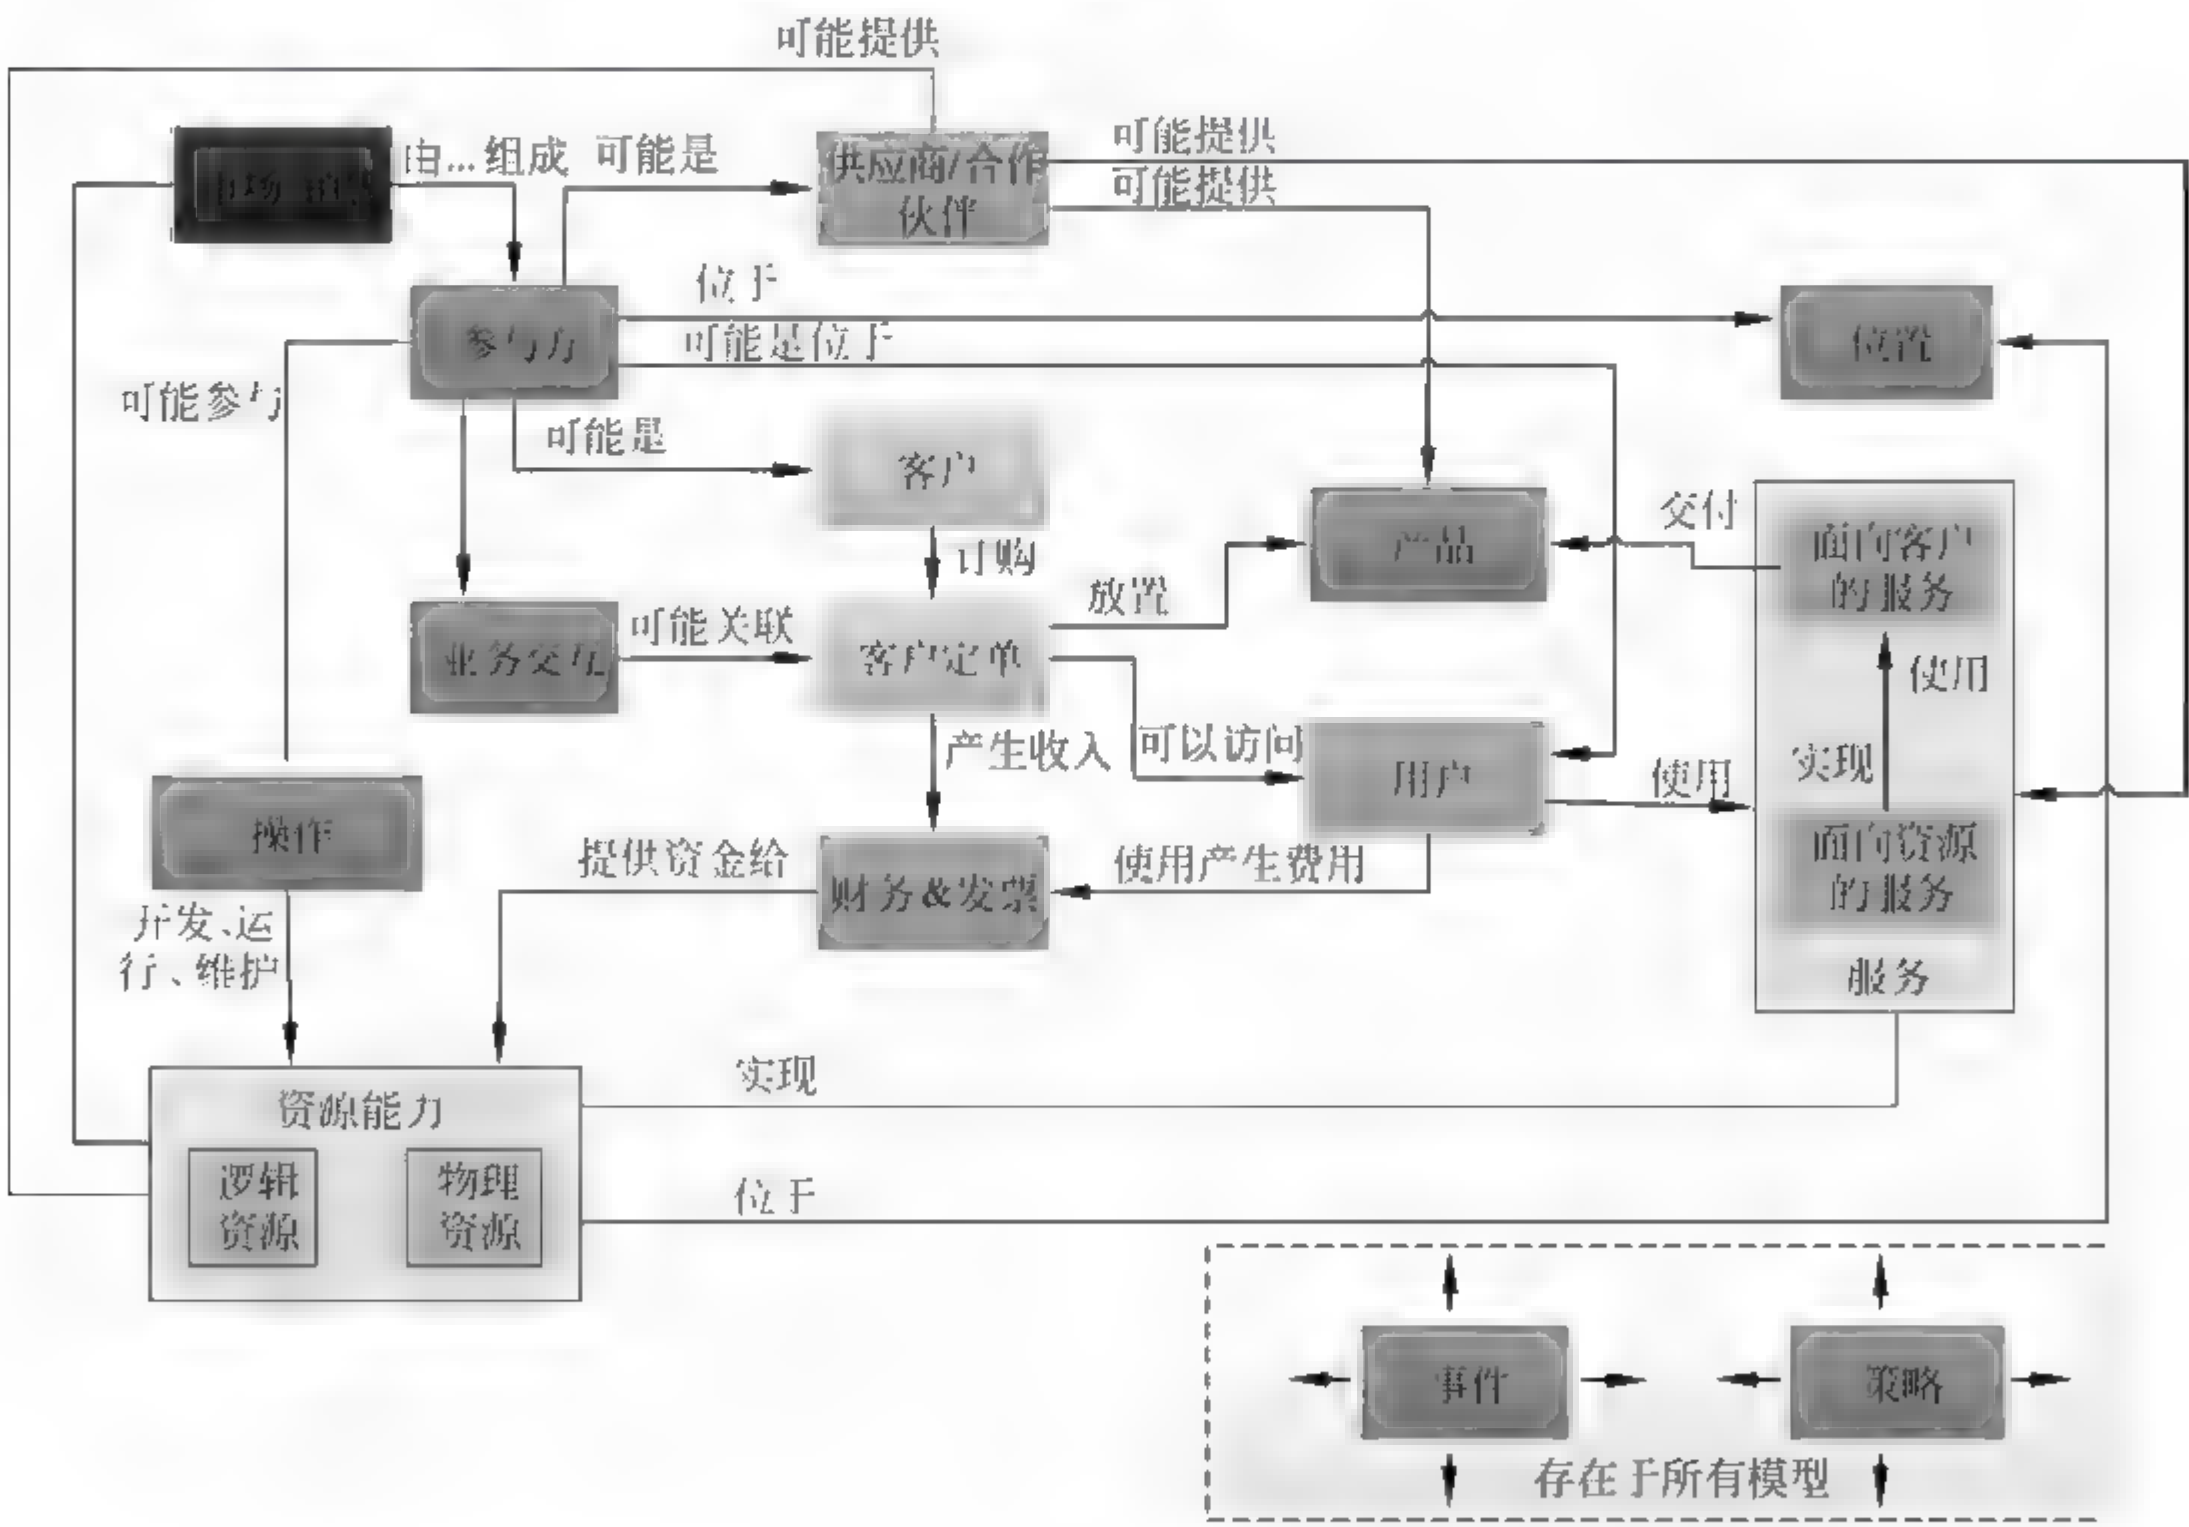 可能提供
由...组成
可能是
供应商/合作
伙伴
可能提供
可能提供
位于
参与方
可能是位于
位置
可能参与
可能是
客户
订购
产品
交付
面向客户
的服务
放置
业务交互
可能关联
客户定单
使用
产生收入
可以访问
用户
使用
实现
操作
提供资金给
财务&发票
使用产生费用
面向资源
的服务
开发、运
行、维护
服务
实现
资源能力
逻辑
资源
物理
资源
位于
事件
策略
存在于所有模型